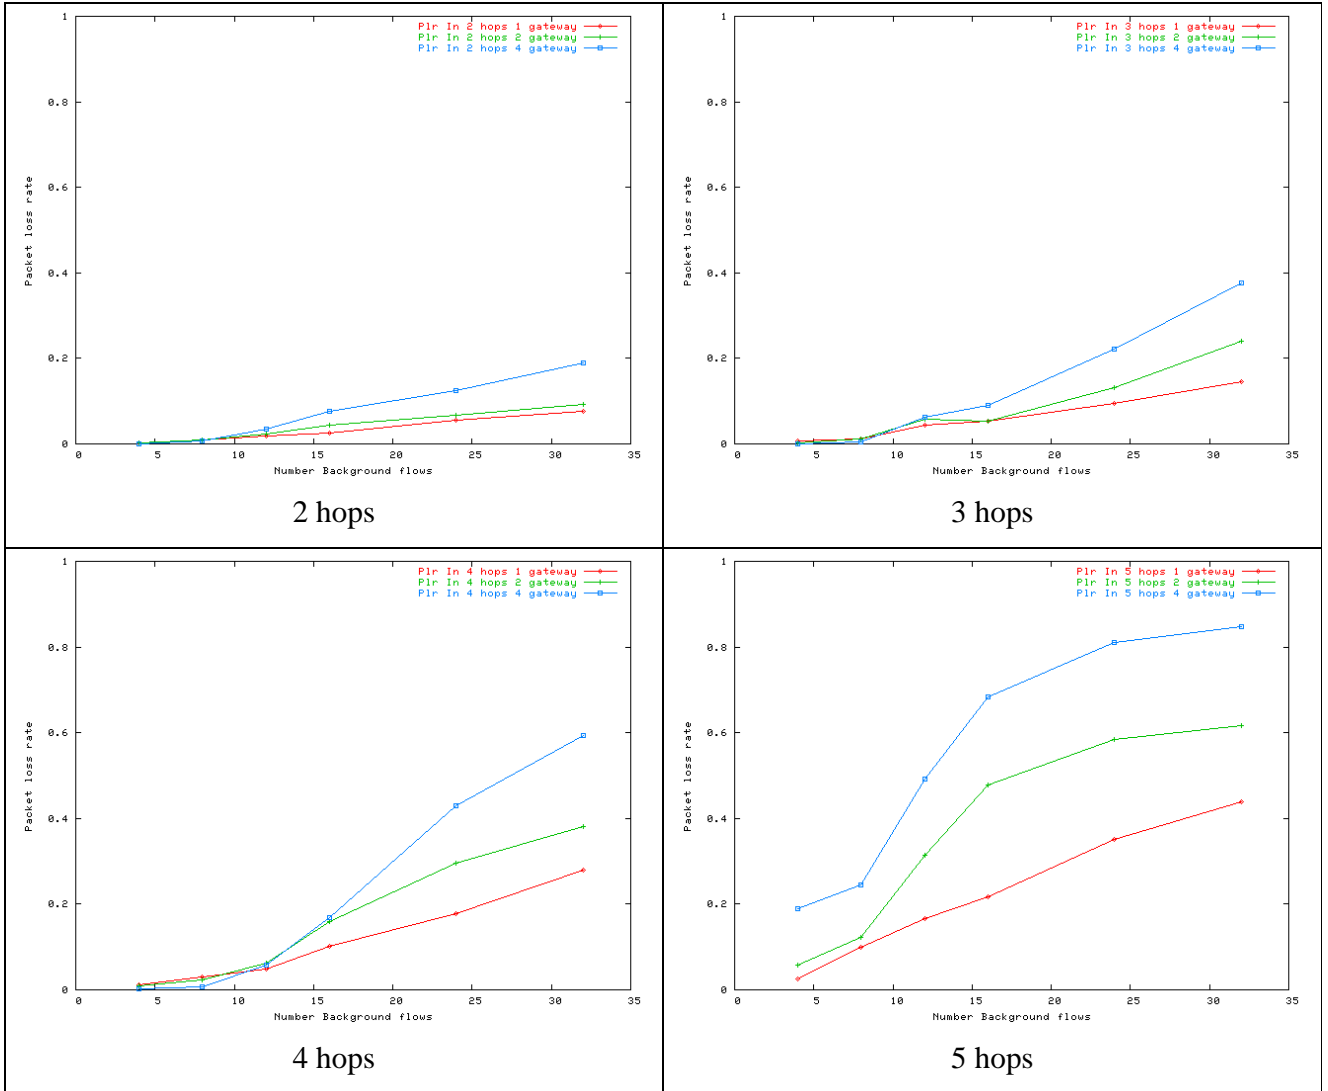 1
0.8
0.6
0.4
0.2
0
Packet loss rate
Plr In 2 hops 1 gateway
Plr In 2 hops 2 gateway
Plr In 2 hops 4 gateway
0 5 10 15 20 25 30 35
Number Background flows
2 hops
1
0.8
0.6
0.4
0.2
0
Packet loss rate
Plr In 3 hops 1 gateway
Plr In 3 hops 2 gateway
Plr In 3 hops 4 gateway
0 5 10 15 20 25 30 35
Number Background flows
3 hops
1
0.8
0.6
0.4
0.2
0
Packet loss rate
Plr In 4 hops 1 gateway
Plr In 4 hops 2 gateway
Plr In 4 hops 4 gateway
0 5 10 15 20 25 30 35
Number Background flows
4 hops
1
0.8
0.6
0.4
0.2
0
Packet loss rate
Plr In 5 hops 1 gateway
Plr In 5 hops 2 gateway
Plr In 5 hops 4 gateway
0 5 10 15 20 25 30 35
Number Background flows
5 hops